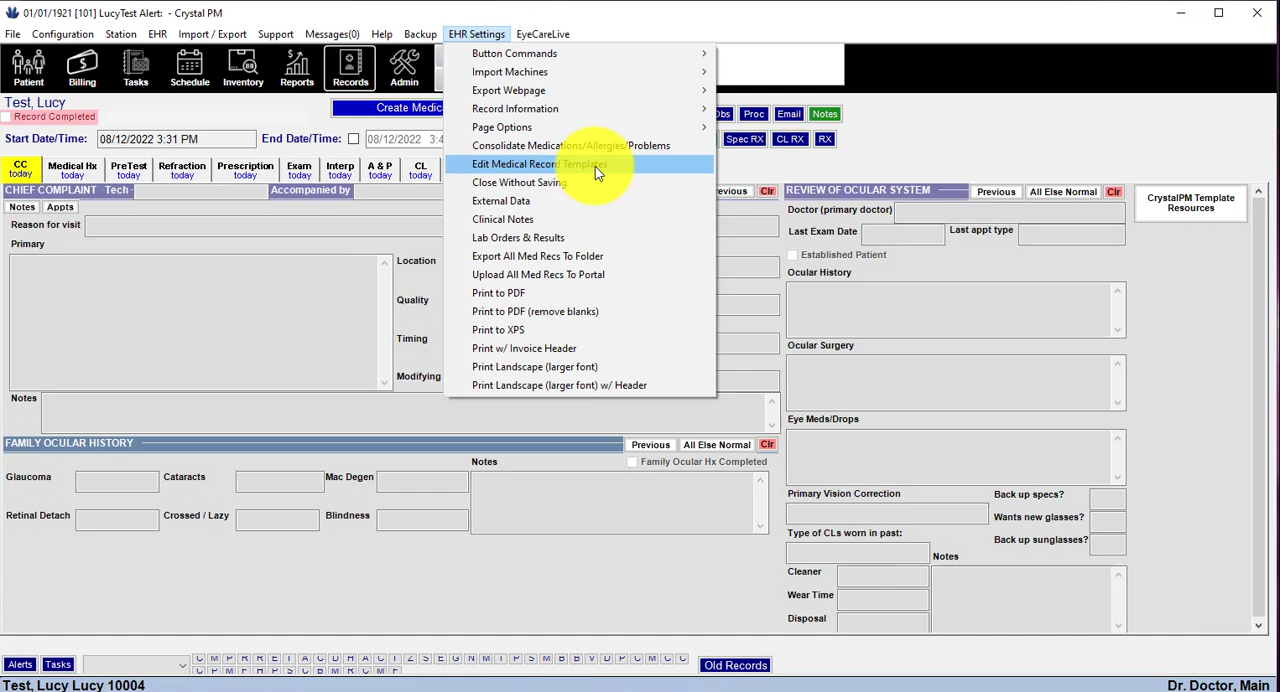 01/01/1921 [101] LucyTest Alert: - Crystal PM
File Configuration Station EHR Import / Export Support Messages(0) Help Backup EHR Settings EyeCareLive
Patient Billing Tasks Schedule Inventory Reports Records Admin
Button Commands
Import Machines
Export Webpage
Record Information
Page Options
Consolidate Medications/Allergies/Problems
Edit Medical Record Templates
Close Without Saving
External Data
Clinical Notes
Lab Orders & Results
Export All Med Recs To Folder
Upload All Med Recs To Portal
Print to PDF
Print to PDF (remove blanks)
Print to XPS
Print w/ Invoice Header
Print Landscape (larger font)
Print Landscape (larger font) w/ Header
Test, Lucy
Record Completed
Create Medic
Obs Proc Email Notes
Start Date/Time: 08/12/2022 3:31 PM End Date/Time: 08/12/2022 3:4
Spec RX CL RX RX
CC today Medical Hx today PreTest today Refraction today Prescription today Exam today Interp today A & P today CL today
CHIEF COMPLAINT Tech - Accompanied by
revious Clr
Notes Appts
Reason for visit
Primary
Location
Quality
Timing
Modifying
Notes
FAMILY OCULAR HISTORY Previous All Else Normal Clr
Notes Family Ocular Hx Completed
Glaucoma Cataracts Mac Degen
Retinal Detach Crossed / Lazy Blindness
REVIEW OF OCULAR SYSTEM Previous All Else Normal Clr
Doctor (primary doctor)
Last Exam Date Last appt type
Established Patient
Ocular History
Ocular Surgery
Eye Meds/Drops
Primary Vision Correction Back up specs?
Wants new glasses?
Type of CLs worn in past: Back up sunglasses?
Notes
Cleaner
Wear Time
Disposal
CrystalPM Template
Resources
Alerts Tasks
Old Records
Test, Lucy Lucy 10004 Dr. Doctor, Main